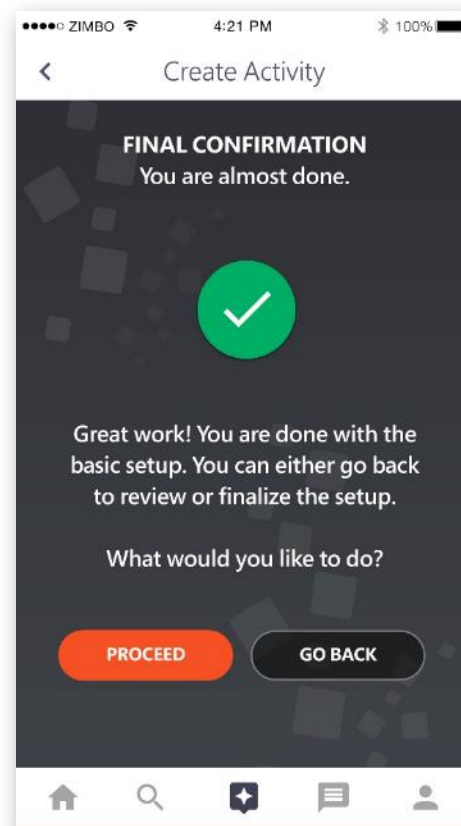 ZIMBO 4:21 PM 100%
Create Activity
FINAL CONFIRMATION
You are almost done.
Great work! You are done with the
basic setup. You can either go back
to review or finalize the setup.
What would you like to do?
PROCEED GO BACK